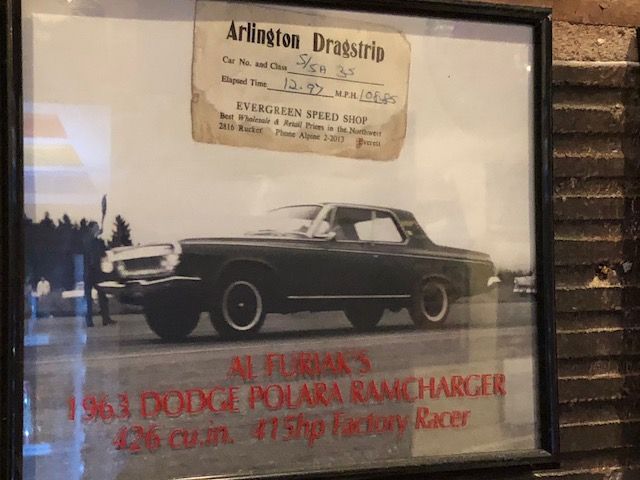 Arlington Dragstrip
Car No. and Class S/SA 35
Elapsed Time 12.97 M.P.H. 108.85
EVERGREEN SPEED SHOP
Best Wholesale & Retail Prices in the Northwest
2816 Rucker Phone Alpine 2-2013 Everett
AL FURIAK'S
1963 DODGE POLARA RAMCHARGER
426 cu.in. 415hp Factory Racer